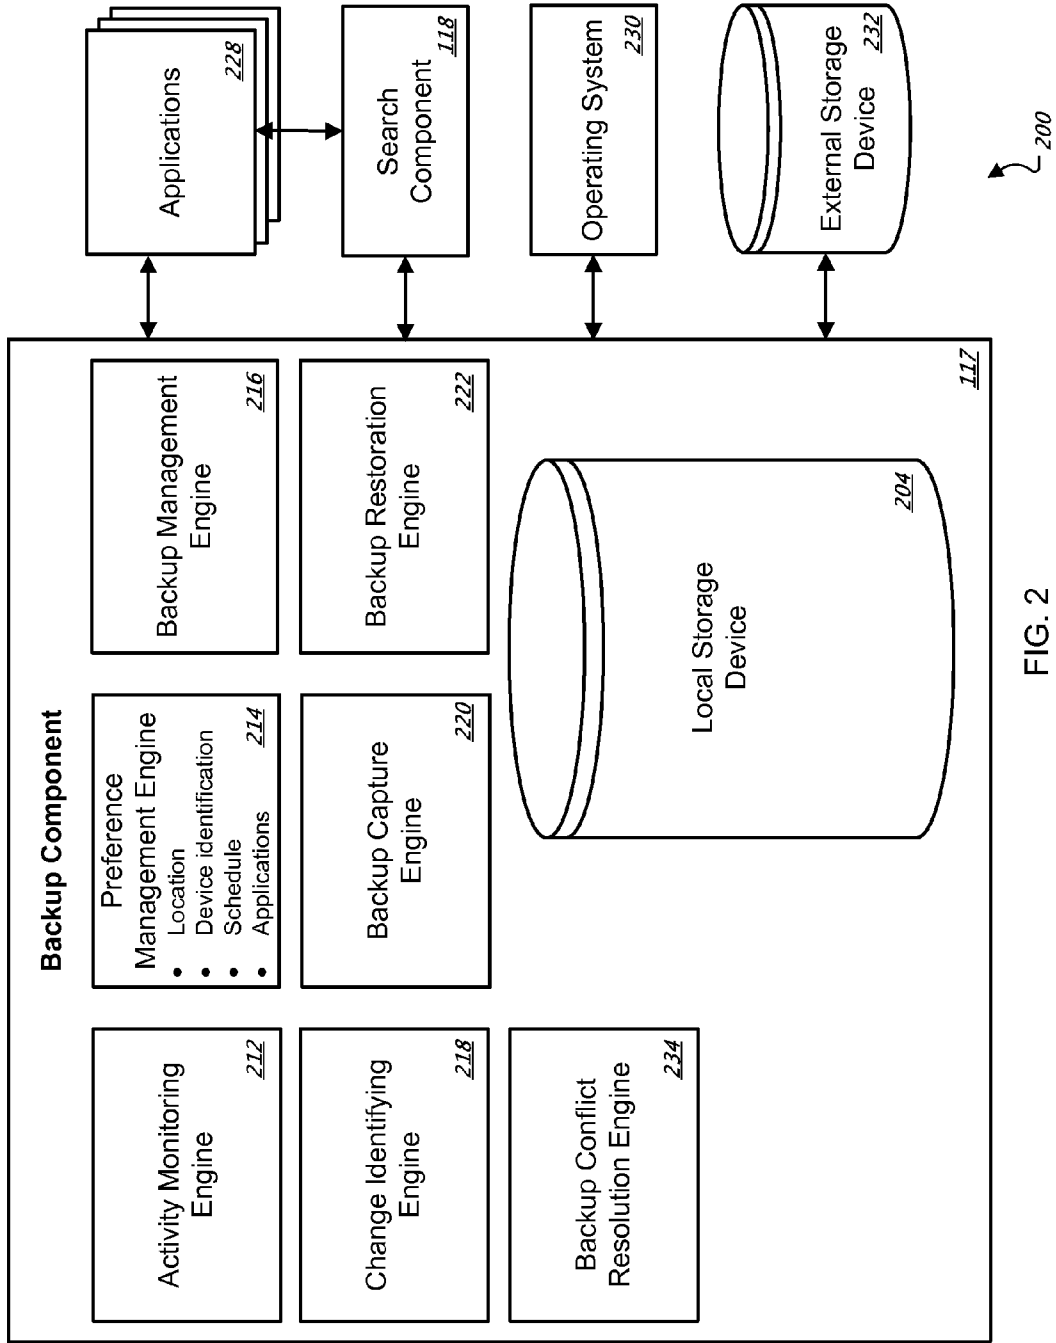 Backup Component
Activity Monitoring
Engine
212
Preference
Management Engine
• Location
• Device identification
• Schedule
• Applications
214
Backup Management
Engine
216
Change Identifying
Engine
218
Backup Capture
Engine
220
Backup Restoration
Engine
222
Backup Conflict
Resolution Engine
234
Local Storage
Device
204
117
Applications
228
Search
Component
118
Operating System
230
External Storage
Device
232
200
FIG. 2